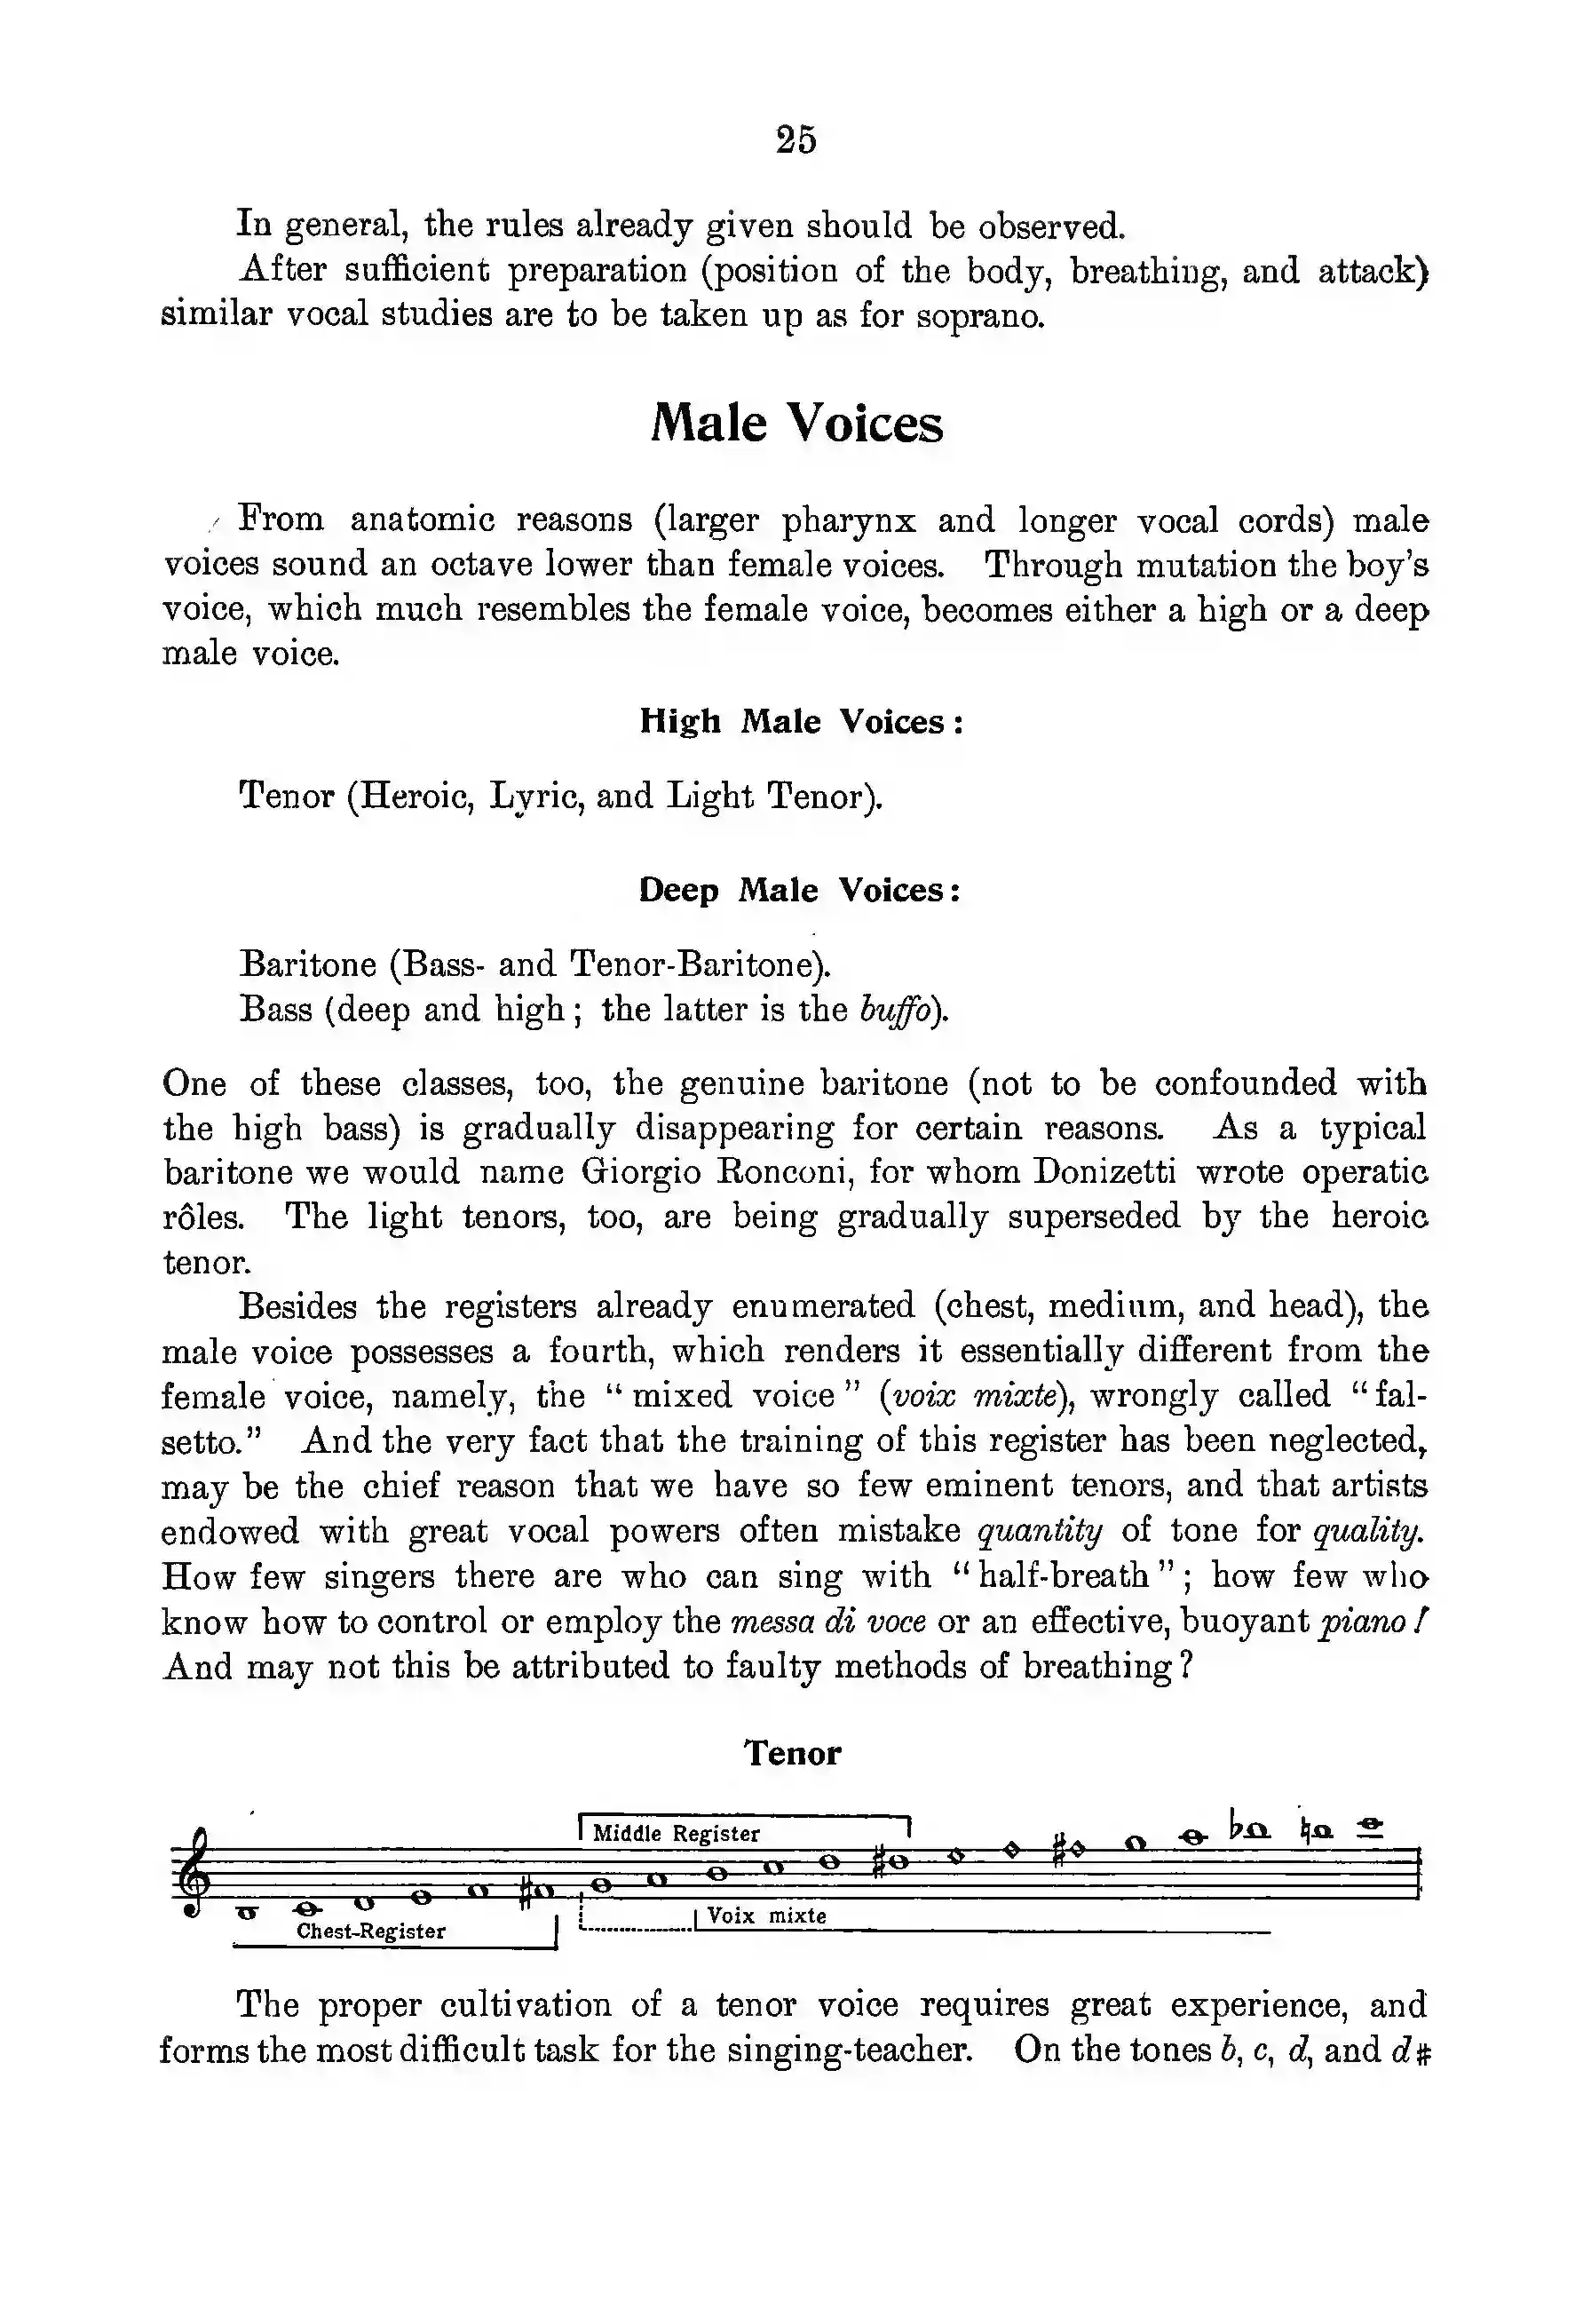 25
In general, the rules already given should be observed.
After sufficient preparation (position of the body, breathing, and attack)
similar vocal studies are to be taken up as for soprano.
Male Voices
From anatomic reasons (larger pharynx and longer vocal cords) male
voices sound an octave lower than female voices. Through mutation the boy's
voice, which much resembles the female voice, becomes either a high or a deep
male voice.
High Male Voices:
Tenor (Heroic, Lyric, and Light Tenor).
Deep Male Voices:
Baritone (Bass- and Tenor-Baritone).
Bass (deep and high; the latter is the buffo).
One of these classes, too, the genuine baritone (not to be confounded with
the high bass) is gradually disappearing for certain reasons. As a typical
baritone we would name Giorgio Ronconi, for whom Donizetti wrote operatic
rôles. The light tenors, too, are being gradually superseded by the heroic
tenor.
Besides the registers already enumerated (chest, medium, and head), the
male voice possesses a fourth, which renders it essentially different from the
female voice, namely, the "mixed voice" (voix mixte), wrongly called "fal-
setto." And the very fact that the training of this register has been neglected,
may be the chief reason that we have so few eminent tenors, and that artists
endowed with great vocal powers often mistake quantity of tone for quality.
How few singers there are who can sing with "half-breath"; how few who
know how to control or employ the messa di voce or an effective, buoyant piano!
And may not this be attributed to faulty methods of breathing?
Tenor
Middle Register
Chest-Register
Voix mixte
The proper cultivation of a tenor voice requires great experience, and
forms the most difficult task for the singing-teacher. On the tones b, c, d, and d#